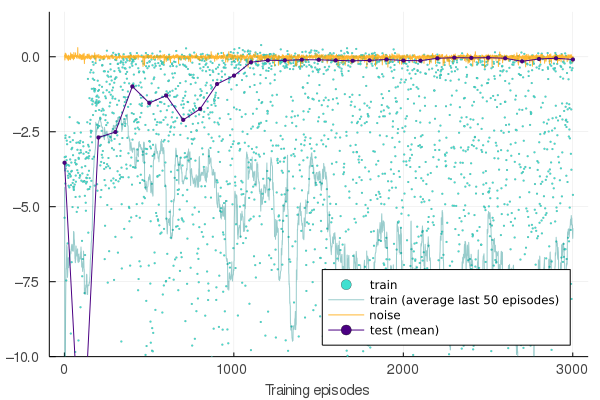 0.0
−2.5
−5.0
−7.5
−10.0
train
train (average last 50 episodes)
noise
test (mean)
0 1000 2000 3000
Training episodes